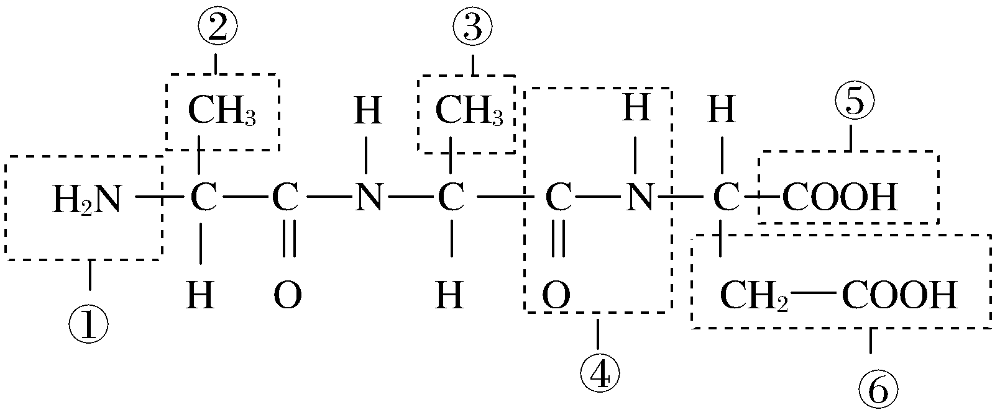 ② ③
⑤
CH₃ H CH₃ H H
H₂N—C—C—N—C—C—N—C—COOH
H O H O CH₂—COOH
① ④ ⑥